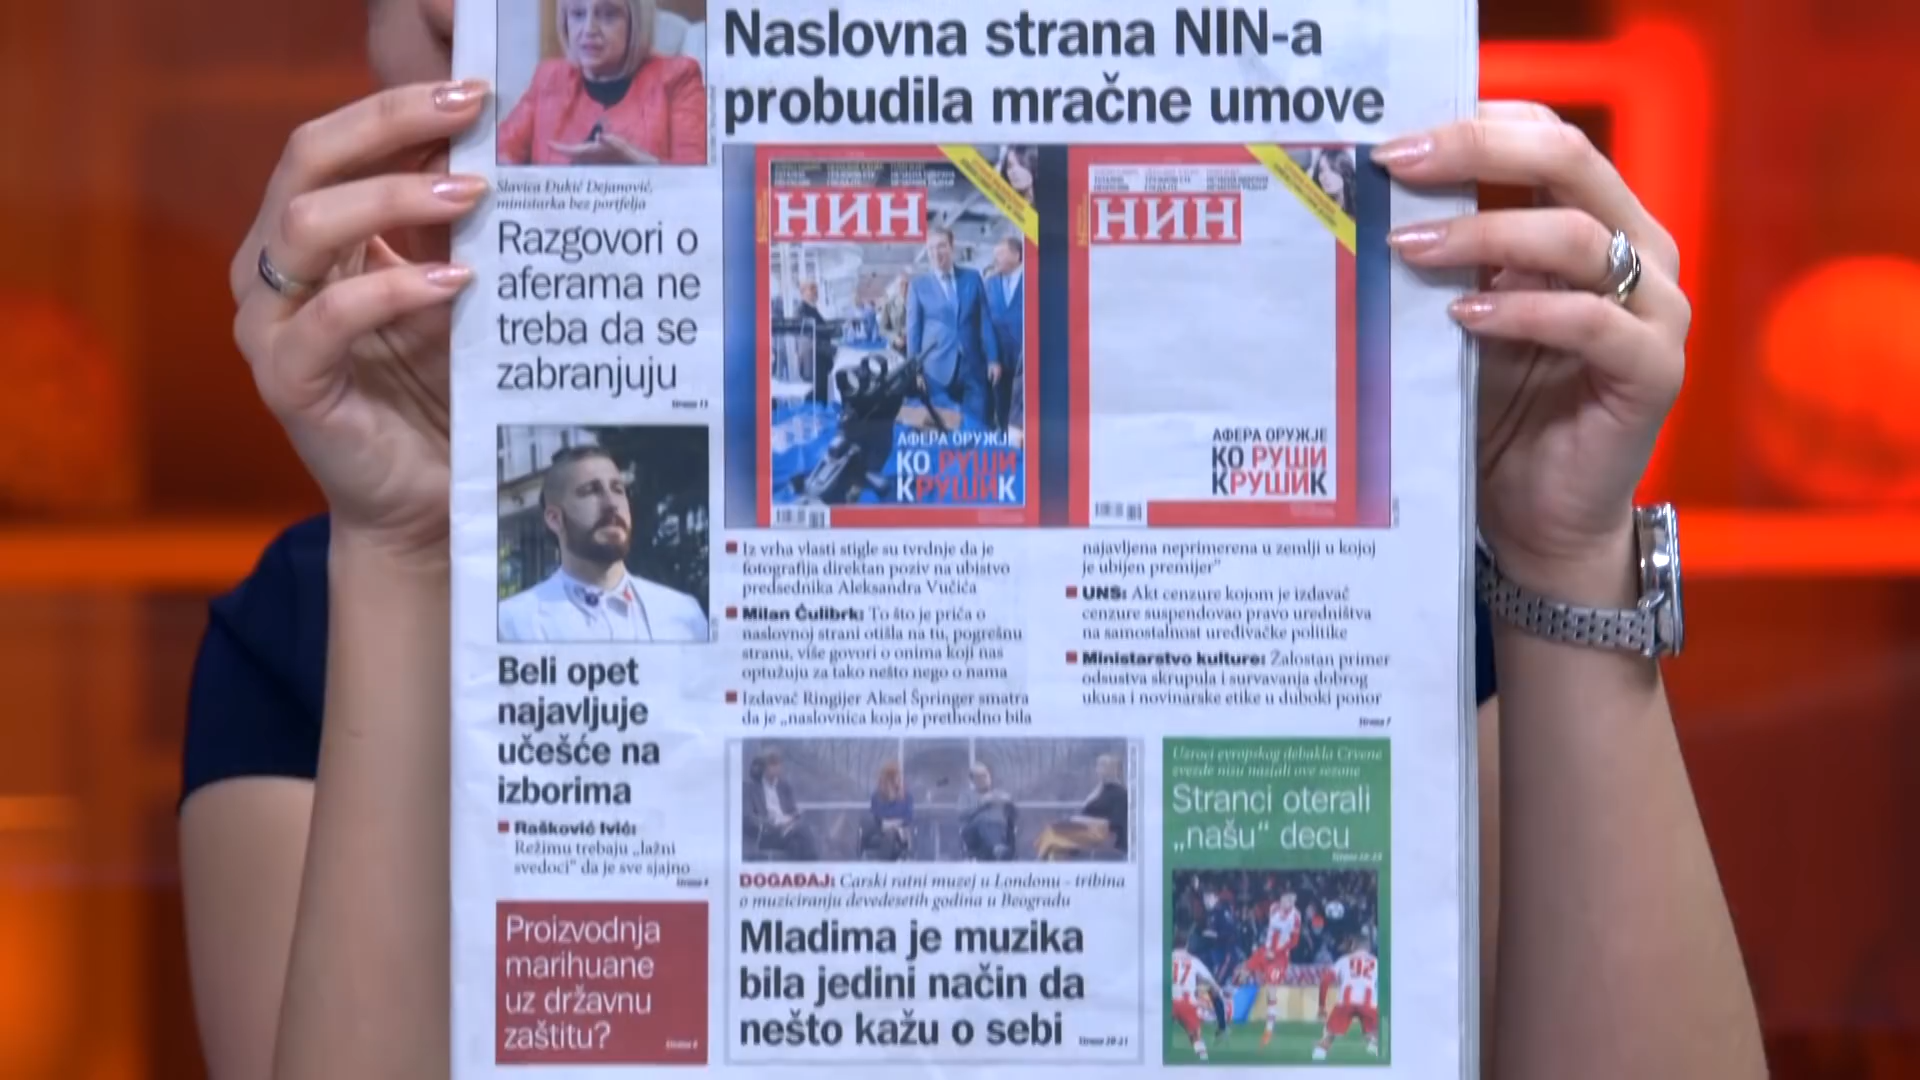 Naslovna strana NIN-a
probudila mračne umove
Slavica Đukić Dejanović,
ministarka bez portfelja
Razgovori o
aferama ne
treba da se
zabranjuju
НИН
АФЕРА ОРУЖЈЕ
КО РУШИ
КРУШИК
НИН
АФЕРА ОРУЖЈЕ
КО РУШИ
КРУШИК
Iz vrha vlasti stigle su tvrdnje da je
fotografija direktan poziv na ubistvo
predsednika Aleksandra Vučića
Milan Ćulibrk: To što je priča o
naslovnoj strani otišla na tu, pogrešnu
stranu, više govori o onima koji nas
optužuju za tako nešto nego o nama
Izdavač Ringijer Aksel Špringer smatra
da je „naslovnica koja je prethodno bila
najavljena neprimerena u zemlji u kojoj
je ubijen premijer”
UNS: Akt cenzure kojom je izdavač
cenzure suspendovao pravo uredništva
na samostalnost uređivačke politike
Ministarstvo kulture: Žalostan primer
odsustva skrupula i survavanja dobrog
ukusa i novinarske etike u duboki ponor
Beli opet
najavljuje
učešće na
izborima
Rašković Ivić:
Režimu trebaju „lažni
svedoci“ da je sve sjajno
Proizvodnja
marihuane
uz državnu
zaštitu?
DOGAĐAJ: Carski ratni muzej u Londonu - tribina
o muziciranju devedesetih godina u Beogradu
Mladima je muzika
bila jedini način da
nešto kažu o sebi
Uzroci evropskog debakla Crvene
zvezde nisu nastali ove sezone
Stranci oterali
„našu“ decu
17
92